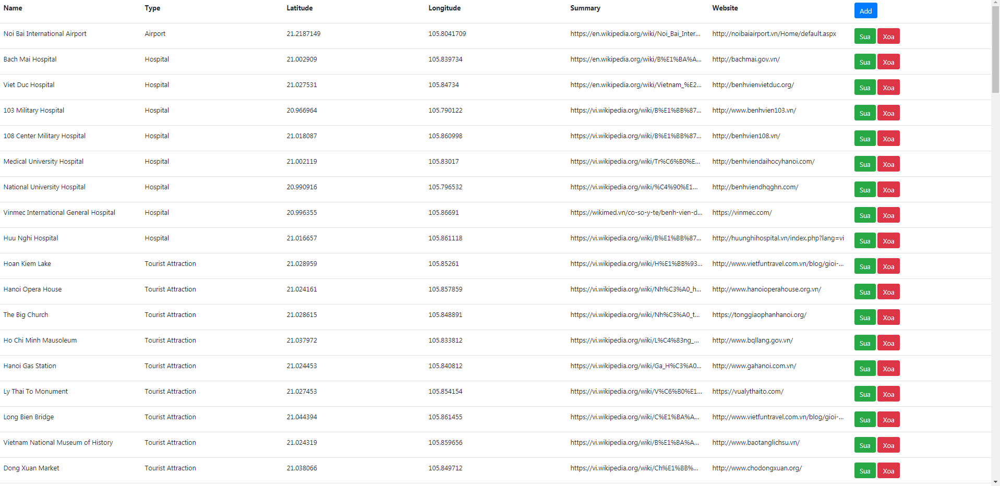 Name Type Latitude Longitude Summary Website Add
Noi Bai International Airport Airport 21.2187149 105.8041709 https://en.wikipedia.org/wiki/Noi_Bai_Inter... http://noibaiairport.vn/Home/default.aspx Sua Xoa
Bach Mai Hospital Hospital 21.002909 105.839734 https://en.wikipedia.org/wiki/B%E1%BA%A... http://bachmai.gov.vn/ Sua Xoa
Viet Duc Hospital Hospital 21.027531 105.84734 https://en.wikipedia.org/wiki/Vietnam_%E2... http://benhvienvietduc.org/ Sua Xoa
103 Military Hospital Hospital 20.966964 105.790122 https://vi.wikipedia.org/wiki/B%E1%BB%87... http://www.benhvien103.vn/ Sua Xoa
108 Center Military Hospital Hospital 21.018087 105.860998 https://vi.wikipedia.org/wiki/B%E1%BB%87... http://benhvien108.vn/ Sua Xoa
Medical University Hospital Hospital 21.002119 105.83017 https://vi.wikipedia.org/wiki/Tr%C6%B0%E... http://benhviendaihocyhanoi.com/ Sua Xoa
National University Hospital Hospital 20.990916 105.796532 https://vi.wikipedia.org/wiki/%C4%90%E1... http://benhviendhqghn.com/ Sua Xoa
Vinmec International General Hospital Hospital 20.996355 105.86691 https://wikimed.vn/co-so-y-te/benh-vien-d... https://vinmec.com/ Sua Xoa
Huu Nghi Hospital Hospital 21.016657 105.861118 https://vi.wikipedia.org/wiki/B%E1%BB%87... http://huunghihospital.vn/index.php?lang=vi Sua Xoa
Hoan Kiem Lake Tourist Attraction 21.028959 105.85261 https://vi.wikipedia.org/wiki/H%E1%BB%93... http://www.vietfuntravel.com.vn/blog/gioi-... Sua Xoa
Hanoi Opera House Tourist Attraction 21.024161 105.857859 https://vi.wikipedia.org/wiki/Nh%C3%A0_h... http://www.hanoioperahouse.org.vn/ Sua Xoa
The Big Church Tourist Attraction 21.028615 105.848891 https://vi.wikipedia.org/wiki/Nh%C3%A0_t... https://tonggiaophanhanoi.org/ Sua Xoa
Ho Chi Minh Mausoleum Tourist Attraction 21.037972 105.833812 https://vi.wikipedia.org/wiki/L%C4%83ng_... http://www.bqllang.gov.vn/ Sua Xoa
Hanoi Gas Station Tourist Attraction 21.024453 105.840812 https://vi.wikipedia.org/wiki/Ga_H%C3%A0... http://www.gahanoi.com.vn/ Sua Xoa
Ly Thai To Monument Tourist Attraction 21.027453 105.854154 https://vi.wikipedia.org/wiki/V%C6%B0%E1... https://vualythaito.com/ Sua Xoa
Long Bien Bridge Tourist Attraction 21.044394 105.861455 https://vi.wikipedia.org/wiki/C%E1%BA%A... http://www.vietfuntravel.com.vn/blog/gioi-... Sua Xoa
Vietnam National Museum of History Tourist Attraction 21.024319 105.859656 https://vi.wikipedia.org/wiki/B%E1%BA%A... http://www.baotanglichsu.vn/ Sua Xoa
Dong Xuan Market Tourist Attraction 21.038066 105.849712 https://vi.wikipedia.org/wiki/Ch%E1%BB%... http://www.chodongxuan.org/ Sua Xoa